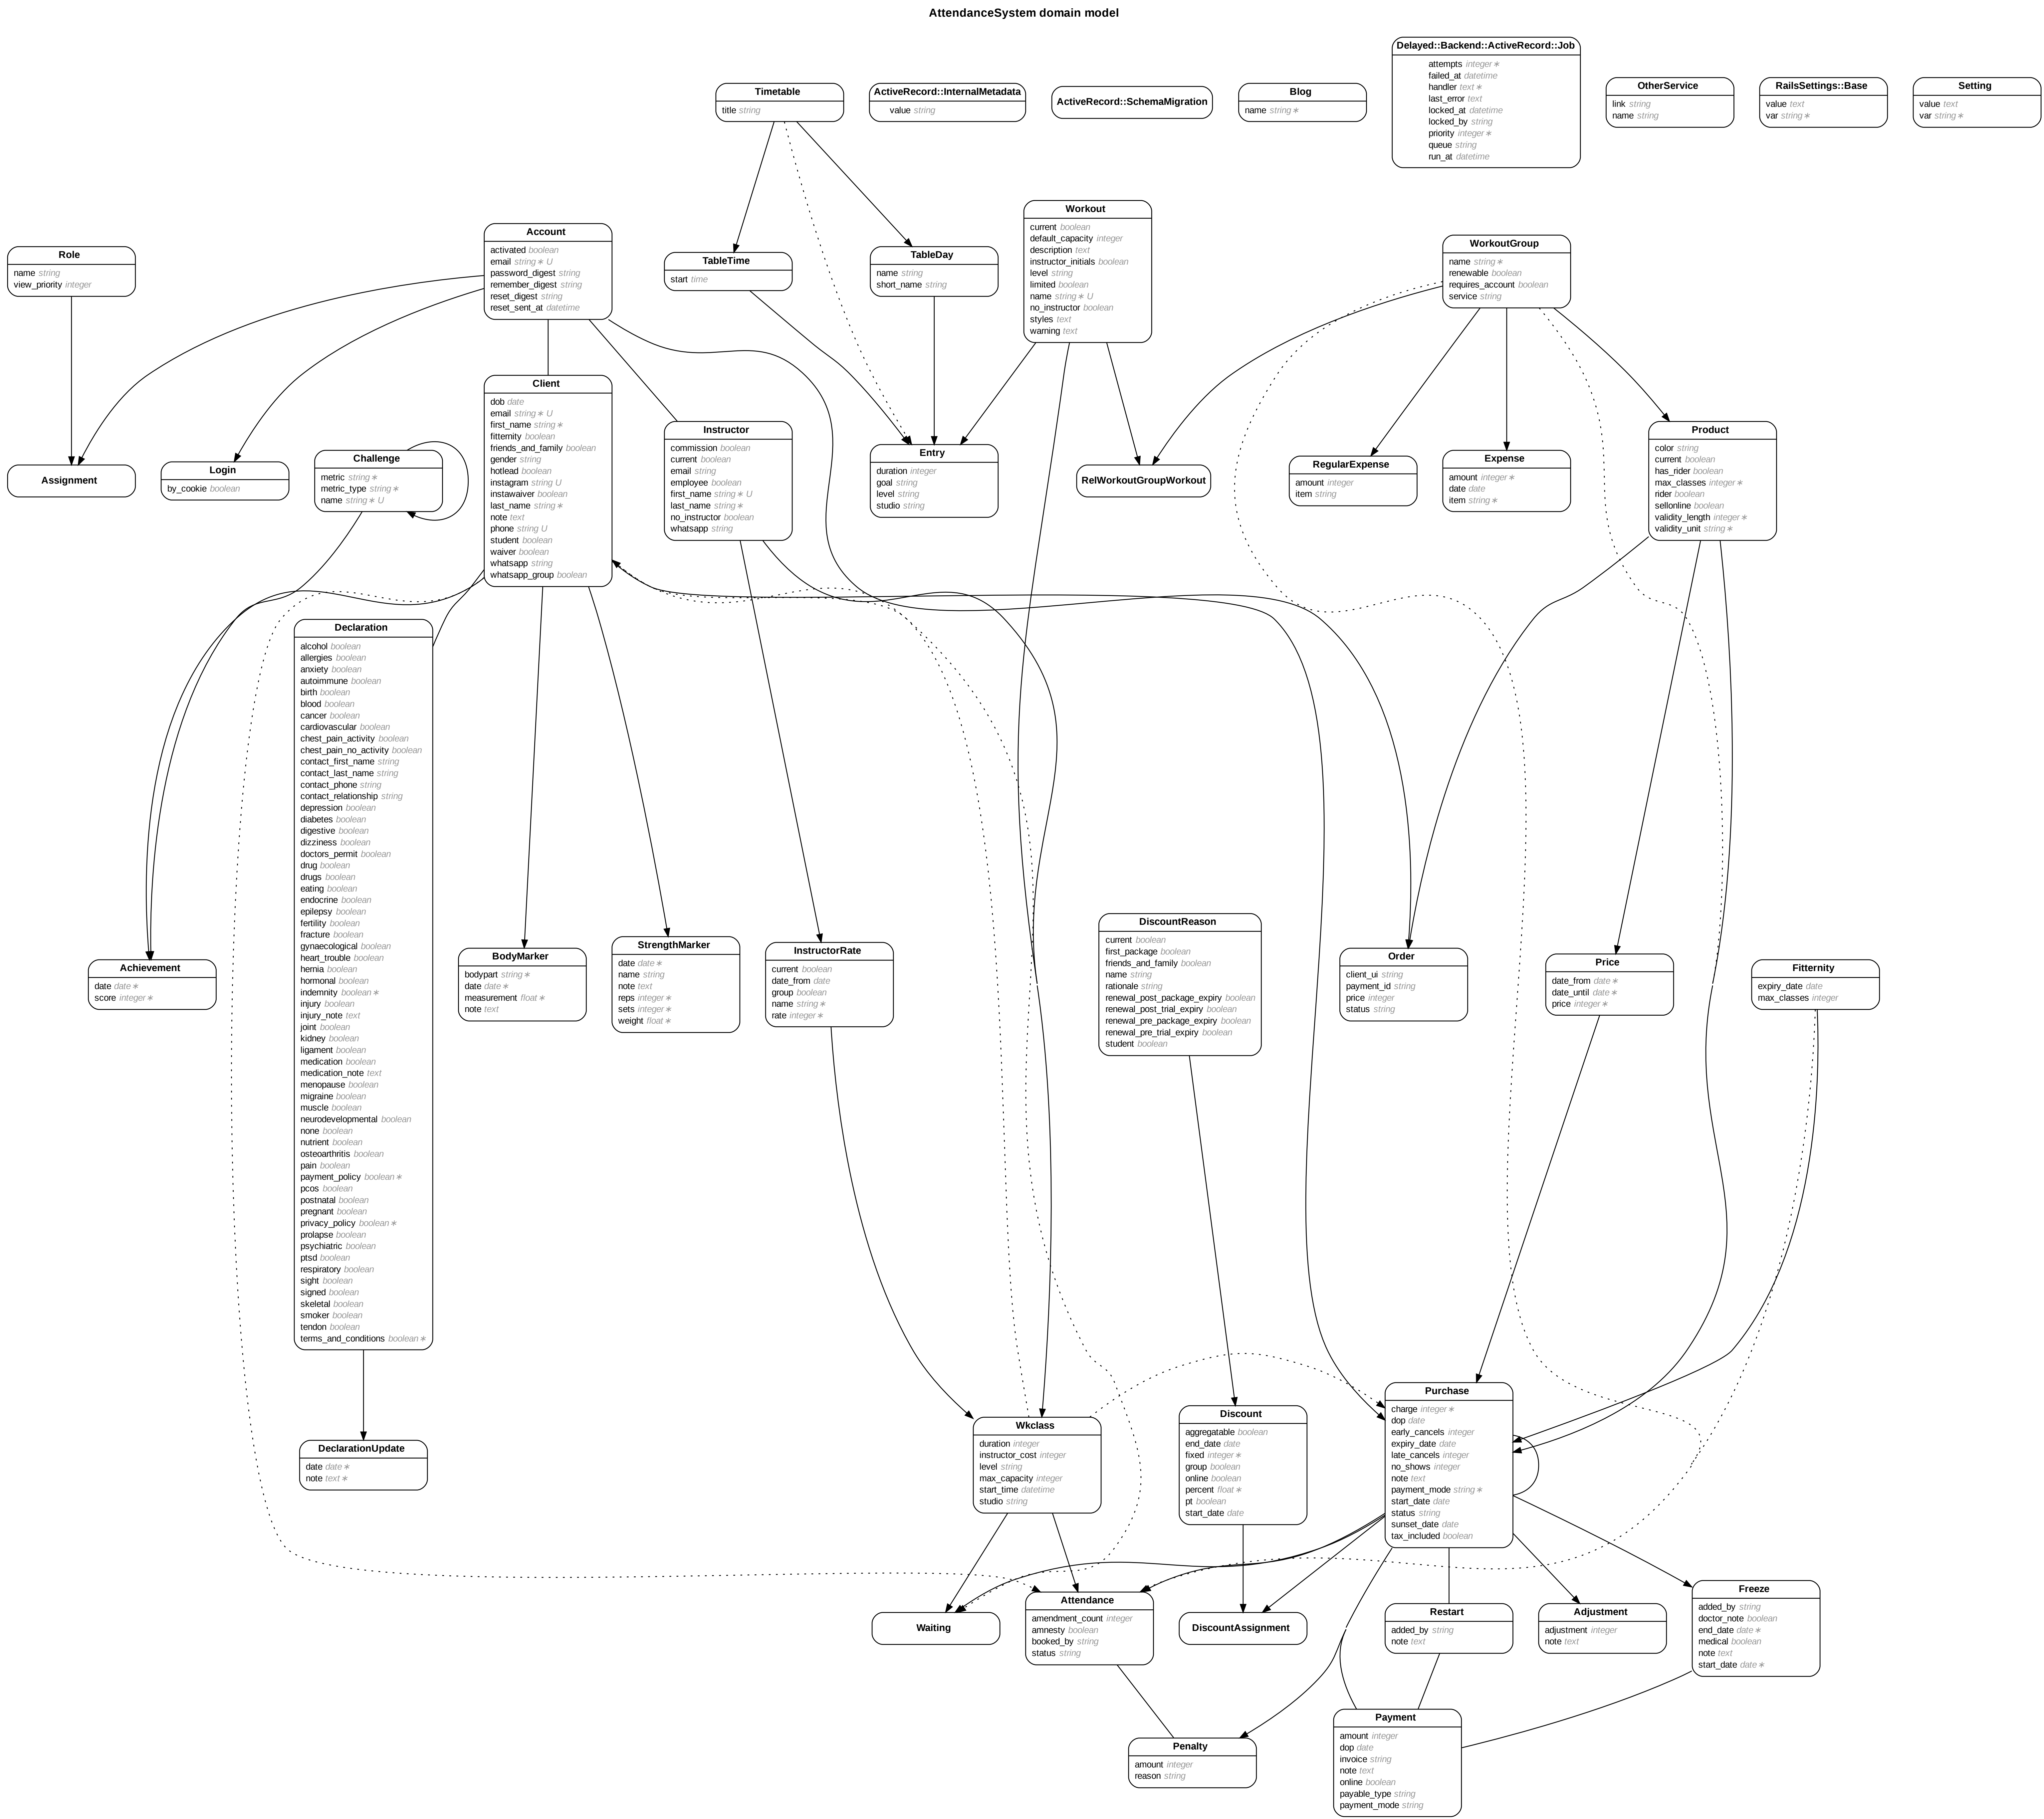 AttendanceSystem domain model
Delayed::Backend::ActiveRecord::Job
attempts integer ∗
failed_at datetime
handler text ∗
last_error text
locked_at datetime
locked_by string
priority integer ∗
queue string
run_at datetime
Timetable
title string
ActiveRecord::InternalMetadata
value string
ActiveRecord::SchemaMigration
Blog
name string ∗
OtherService
link string
name string
RailsSettings::Base
value text
var string ∗
Setting
value text
var string ∗
Role
name string
view_priority integer
Account
activated boolean
email string ∗ U
password_digest string
remember_digest string
reset_digest string
reset_sent_at datetime
TableTime
start time
TableDay
name string
short_name string
Workout
current boolean
default_capacity integer
description text
instructor_initials boolean
level string
limited boolean
name string ∗ U
no_instructor boolean
styles text
warning text
WorkoutGroup
name string ∗
renewable boolean
requires_account boolean
service string
Assignment
Login
by_cookie boolean
Challenge
metric string ∗
metric_type string ∗
name string ∗ U
Client
dob date
email string ∗ U
first_name string ∗
fitternity boolean
friends_and_family boolean
gender string
hotlead boolean
instagram string U
instawaiver boolean
last_name string ∗
note text
phone string U
student boolean
waiver boolean
whatsapp string
whatsapp_group boolean
Instructor
commission boolean
current boolean
email string
employee boolean
first_name string ∗ U
last_name string ∗
no_instructor boolean
whatsapp string
Entry
duration integer
goal string
level string
studio string
RelWorkoutGroupWorkout
RegularExpense
amount integer
item string
Expense
amount integer ∗
date date
item string ∗
Product
color string
current boolean
has_rider boolean
max_classes integer ∗
rider boolean
sellonline boolean
validity_length integer ∗
validity_unit string ∗
Declaration
alcohol boolean
allergies boolean
anxiety boolean
autoimmune boolean
birth boolean
blood boolean
cancer boolean
cardiovascular boolean
chest_pain_activity boolean
chest_pain_no_activity boolean
contact_first_name string
contact_last_name string
contact_phone string
contact_relationship string
depression boolean
diabetes boolean
digestive boolean
dizziness boolean
doctors_permit boolean
drug boolean
drugs boolean
eating boolean
endocrine boolean
epilepsy boolean
fertility boolean
fracture boolean
gynaecological boolean
heart_trouble boolean
hernia boolean
hormonal boolean
indemnity boolean ∗
injury boolean
injury_note text
joint boolean
kidney boolean
ligament boolean
medication boolean
medication_note text
menopause boolean
migraine boolean
muscle boolean
neurodevelopmental boolean
none boolean
nutrient boolean
osteoarthritis boolean
pain boolean
payment_policy boolean ∗
pcos boolean
postnatal boolean
pregnant boolean
privacy_policy boolean ∗
prolapse boolean
psychiatric boolean
ptsd boolean
respiratory boolean
sight boolean
signed boolean
skeletal boolean
smoker boolean
tendon boolean
terms_and_conditions boolean ∗
Achievement
date date ∗
score integer ∗
BodyMarker
bodypart string ∗
date date ∗
measurement float ∗
note text
StrengthMarker
date date ∗
name string
note text
reps integer ∗
sets integer ∗
weight float ∗
InstructorRate
current boolean
date_from date
group boolean
name string ∗
rate integer ∗
DiscountReason
current boolean
first_package boolean
friends_and_family boolean
name string
rationale string
renewal_post_package_expiry boolean
renewal_post_trial_expiry boolean
renewal_pre_package_expiry boolean
renewal_pre_trial_expiry boolean
student boolean
Order
client_ui string
payment_id string
price integer
status string
Price
date_from date ∗
date_until date ∗
price integer ∗
Fitternity
expiry_date date
max_classes integer
DeclarationUpdate
date date ∗
note text ∗
Wkclass
duration integer
instructor_cost integer
level string
max_capacity integer
start_time datetime
studio string
Discount
aggregatable boolean
end_date date
fixed integer ∗
group boolean
online boolean
percent float ∗
pt boolean
start_date date
Purchase
charge integer ∗
dop date
early_cancels integer
expiry_date date
late_cancels integer
no_shows integer
note text
payment_mode string ∗
start_date date
status string
sunset_date date
tax_included boolean
Waiting
Attendance
amendment_count integer
amnesty boolean
booked_by string
status string
DiscountAssignment
Restart
added_by string
note text
Adjustment
adjustment integer
note text
Freeze
added_by string
doctor_note boolean
end_date date ∗
medical boolean
note text
start_date date ∗
Penalty
amount integer
reason string
Payment
amount integer
dop date
invoice string
note text
online boolean
payable_type string
payment_mode string